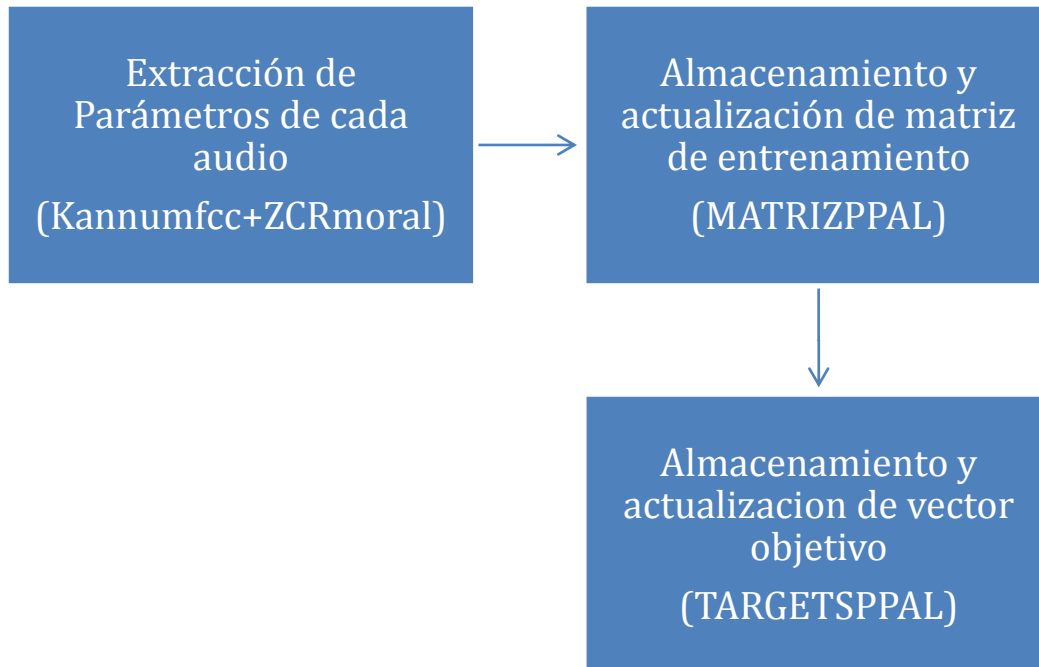 Extracción de
Parámetros de cada
audio
(Kannumfcc+ZCRmoral)
Almacenamiento y
actualización de matriz
de entrenamiento
(MATRIZPPAL)
Almacenamiento y
actualizacion de vector
objetivo
(TARGETSPPAL)